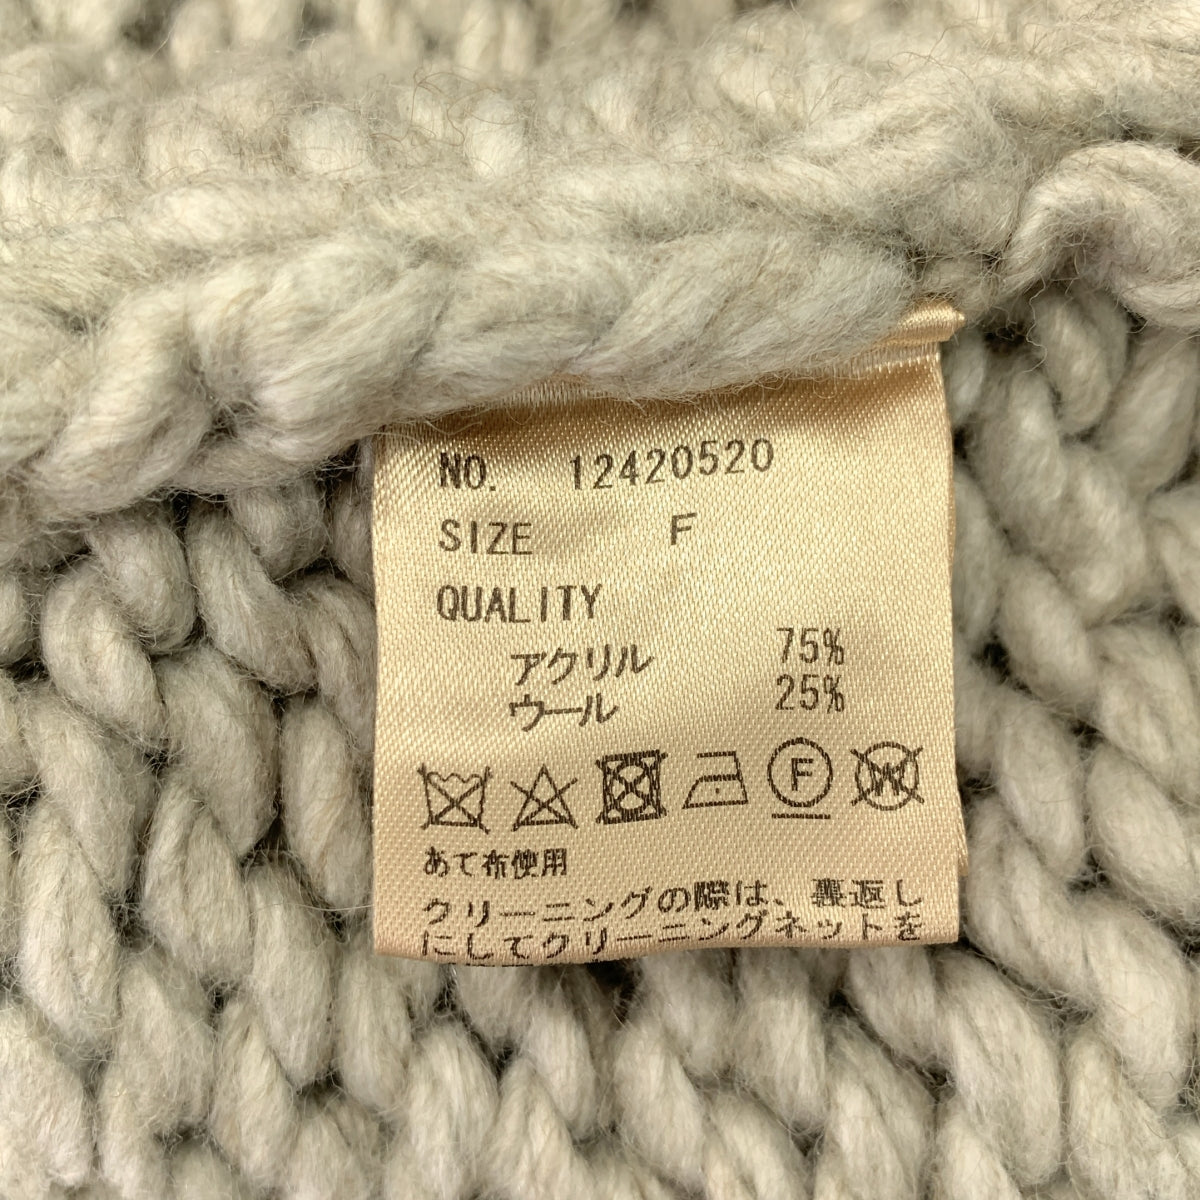 NO. 12420520
SIZE F
QUALITY
アクリル 75%
ウール 25%
F W
あて布使用
クリーニングの際は、裏返し
にしてクリーニングネットを